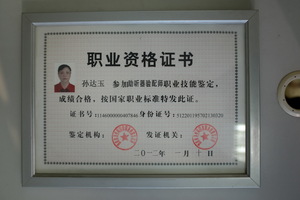 职业资格证书
孙达玉 参加助听器验配师职业技能鉴定,
成绩合格,按国家职业标准特发此证。
证书号: 身份证号:
鉴定机构: 发证机关:
二〇一二年 一月 十日